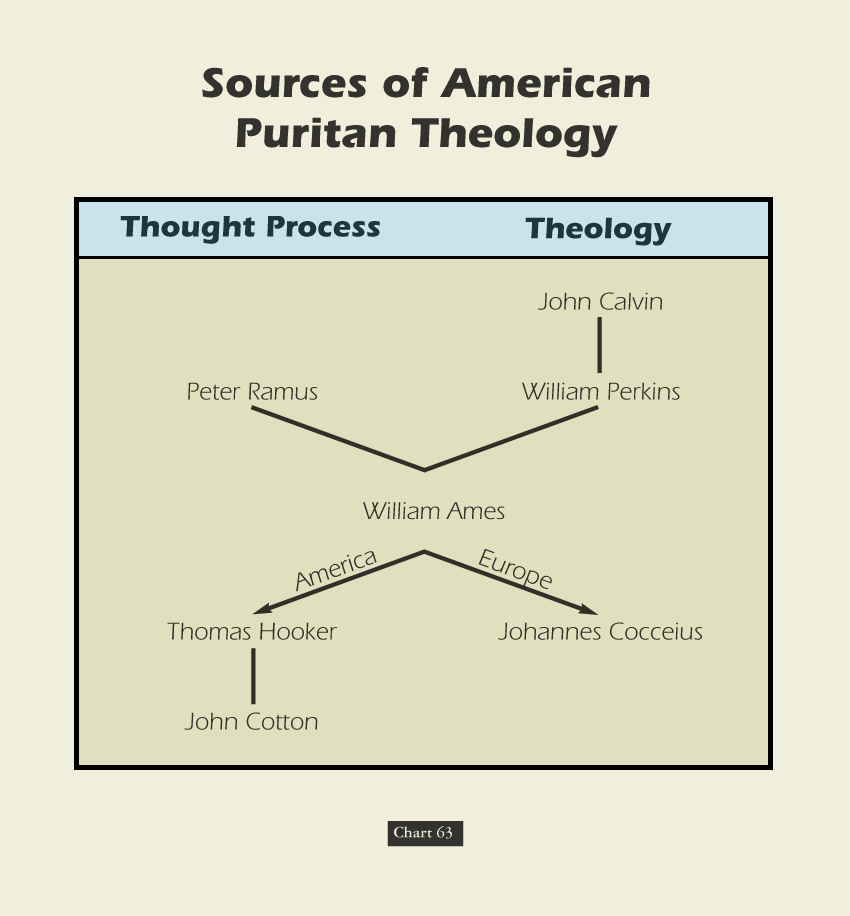 Sources of American
Puritan Theology
Thought Process
Theology
John Calvin
Peter Ramus
William Perkins
William Ames
America
Europe
Thomas Hooker
Johannes Cocceius
John Cotton
Chart 63